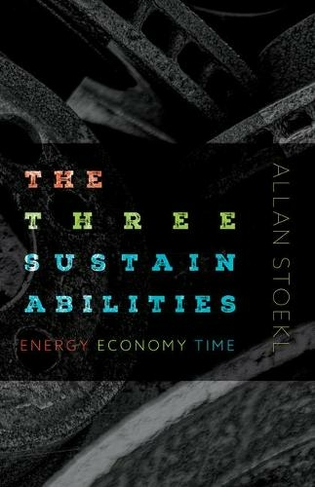 THE
THREE
SUSTAIN
ABILITIES
ENERGY ECONOMY TIME
ALLAN STOEKL